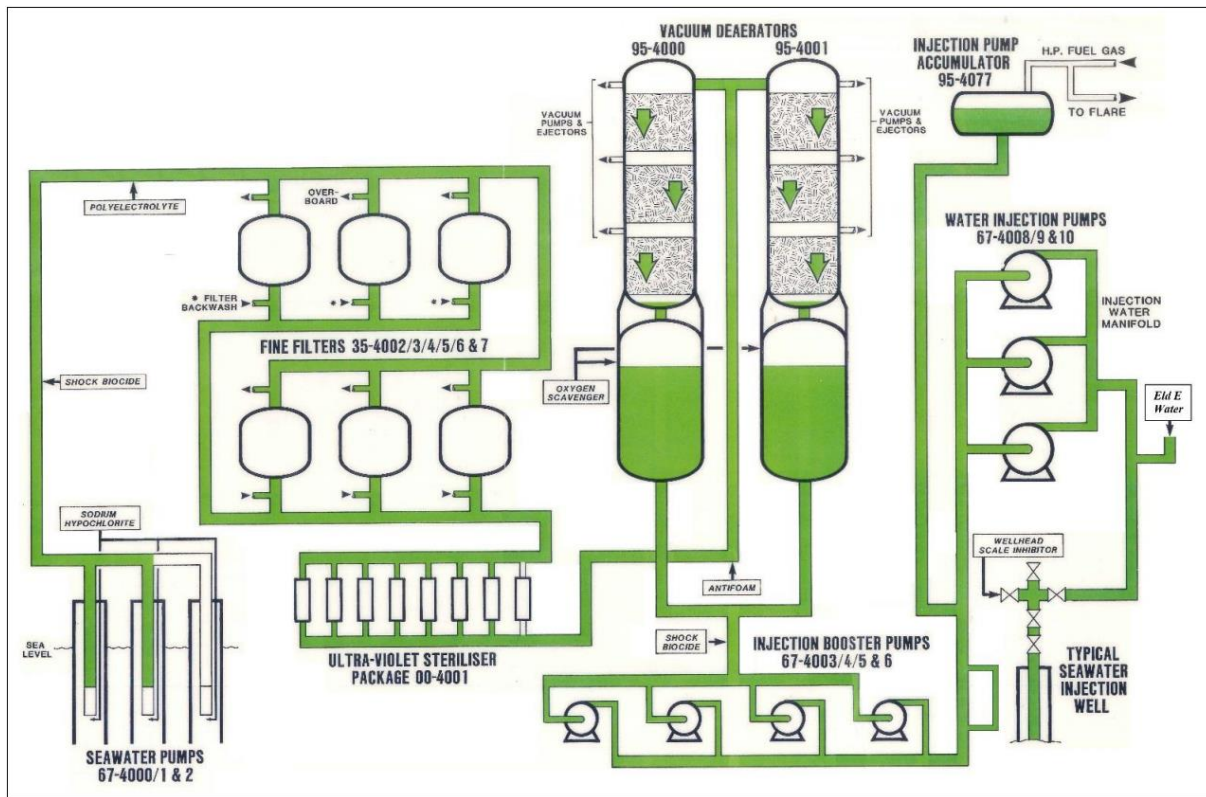 VACUUM DEAERATORS
95-4000
95-4001
INJECTION PUMP
ACCUMULATOR
95-4077
H.P. FUEL GAS
TO FLARE
VACUUM
PUMPS &
EJECTORS
VACUUM
PUMPS &
EJECTORS
POLYELECTROLYTE
OVER-
BOARD
* FILTER
BACKWASH
*
*
WATER INJECTION PUMPS
67-4008/9 & 10
INJECTION
WATER
MANIFOLD
FINE FILTERS 35-4002/3/4/5/6 & 7
SHOCK BIOCIDE
OXYGEN
SCAVENGER
Eld E
Water
SODIUM
HYPOCHLORITE
WELLHEAD
SCALE INHIBITOR
ANTIFOAM
SEA
LEVEL
ULTRA-VIOLET STERILISER
PACKAGE 00-4001
SHOCK
BIOCIDE
INJECTION BOOSTER PUMPS
67-4003/4/5 & 6
TYPICAL
SEAWATER
INJECTION
WELL
SEAWATER PUMPS
67-4000/1 & 2